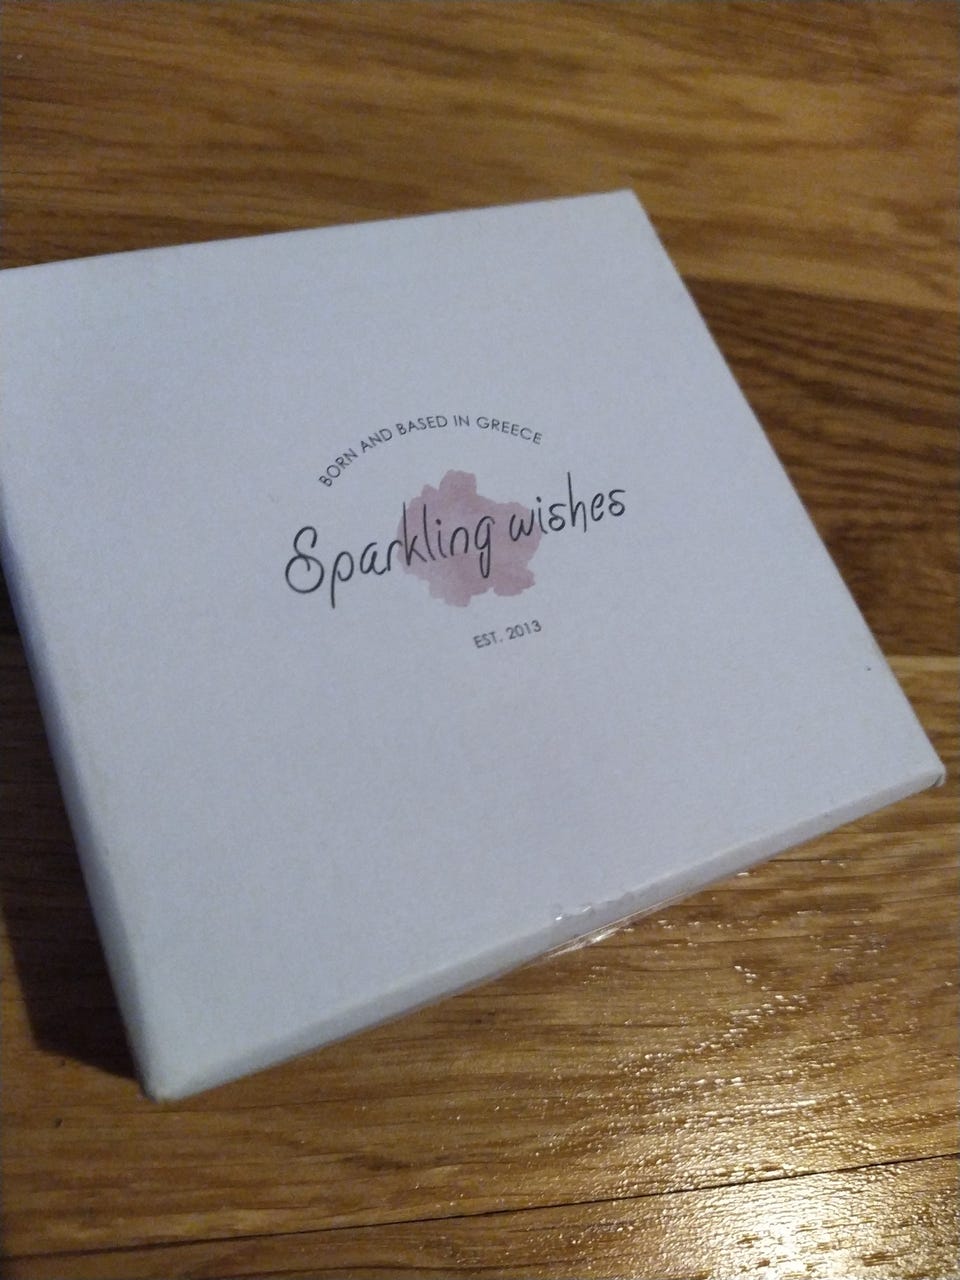 BORN AND BASED IN GREECE
Sparkling wishes
EST. 2013